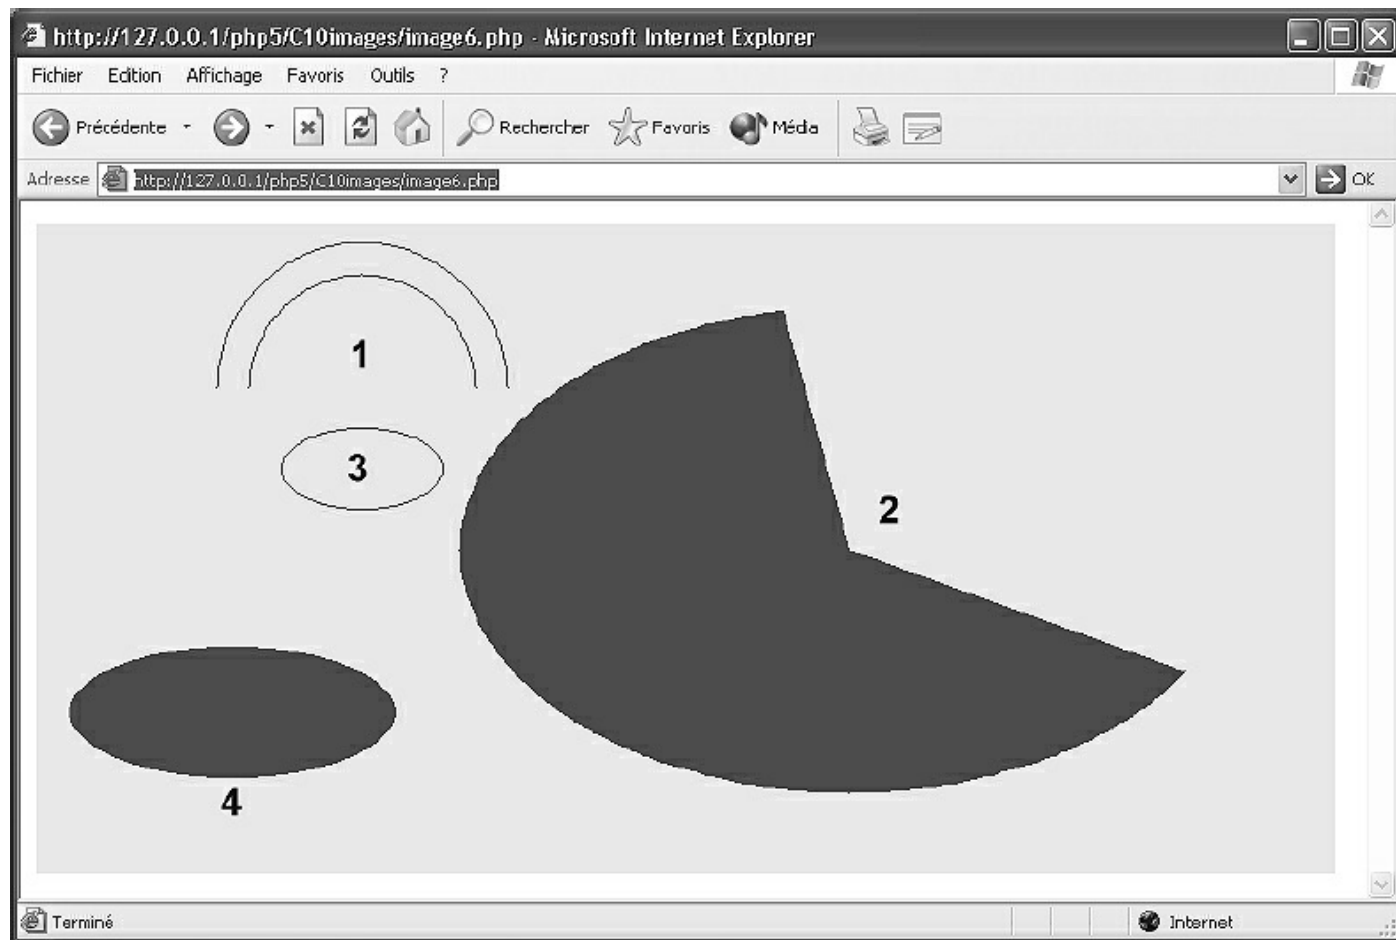 http://127.0.0.1/php5/C10images/image6.php - Microsoft Internet Explorer
Fichier Edition Affichage Favoris Outils ?
Précédente Rechercher Favoris Média
Adresse http://127.0.0.1/php5/C10images/image6.php OK
1
3
2
4
Terminé Internet